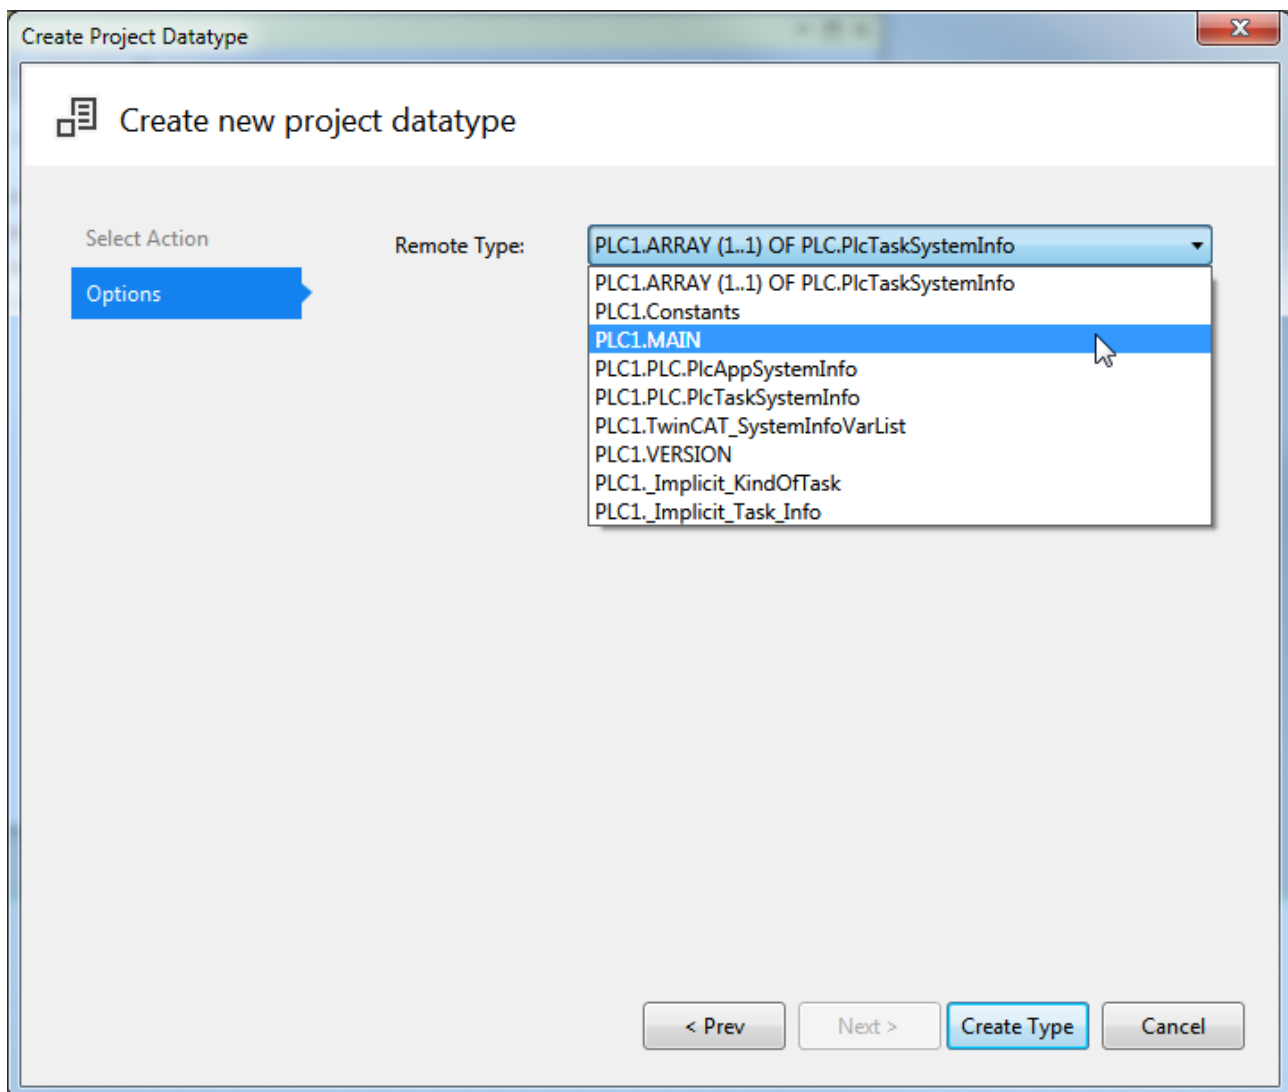 Create Project Datatype
X
Create new project datatype
Select Action
Options
Remote Type:
PLC1.ARRAY (1..1) OF PLC.PlcTaskSystemInfo
PLC1.ARRAY (1..1) OF PLC.PlcTaskSystemInfo
PLC1.Constants
PLC1.MAIN
PLC1.PLC.PlcAppSystemInfo
PLC1.PLC.PlcTaskSystemInfo
PLC1.TwinCAT_SystemInfoVarList
PLC1.VERSION
PLC1._Implicit_KindOfTask
PLC1._Implicit_Task_Info
< Prev
Next >
Create Type
Cancel